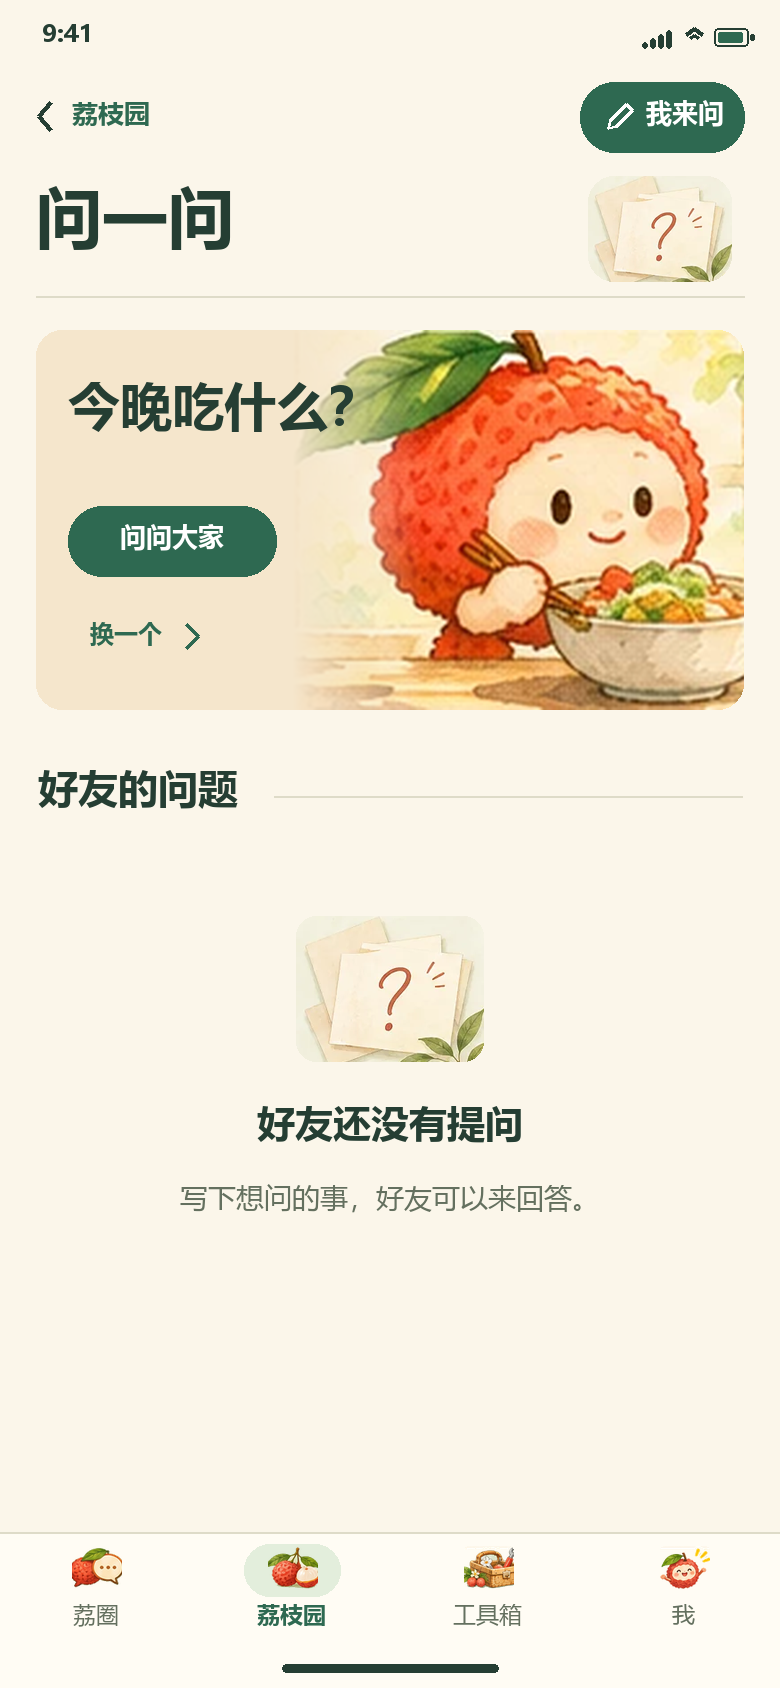 9:41
荔枝园
我来问
问一问
今晚吃什么?
问问大家
换一个
好友的问题
好友还没有提问
写下想问的事，好友可以来回答。
荔圈
荔枝园
工具箱
我